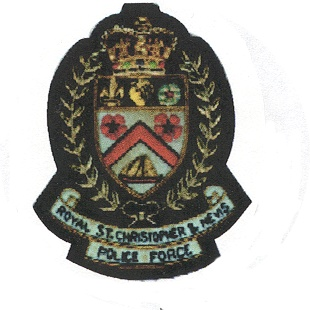 ROYAL ST. CHRISTOPHER & NEVIS
POLICE FORCE